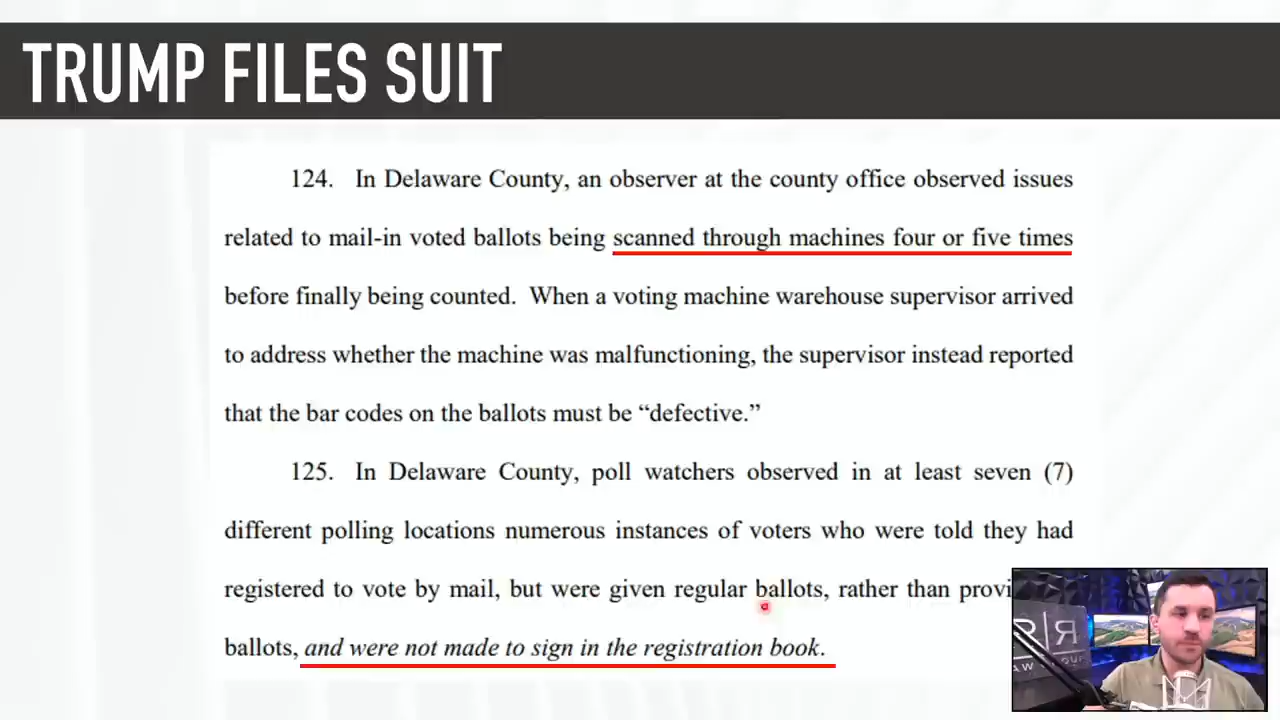 TRUMP FILES SUIT
124. In Delaware County, an observer at the county office observed issues
related to mail-in voted ballots being scanned through machines four or five times
before finally being counted. When a voting machine warehouse supervisor arrived
to address whether the machine was malfunctioning, the supervisor instead reported
that the bar codes on the ballots must be “defective.”
125. In Delaware County, poll watchers observed in at least seven (7)
different polling locations numerous instances of voters who were told they had
registered to vote by mail, but were given regular ballots, rather than provi
ballots, and were not made to sign in the registration book.